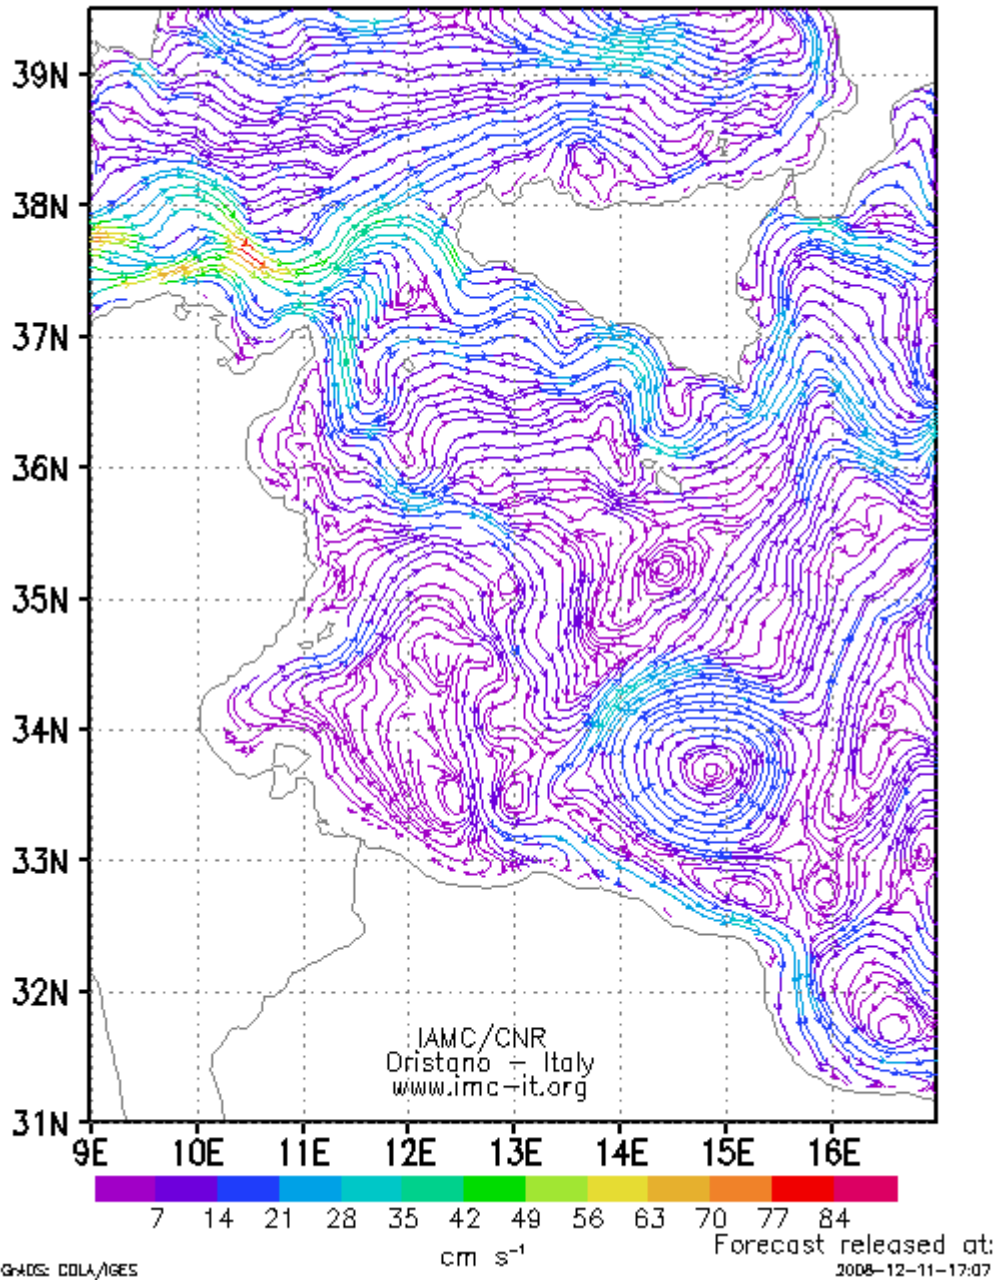 39N
38N
37N
36N
35N
34N
33N
32N
31N
IAMC/CNR
Oristano – Italy
www.imc-it.org
9E 10E 11E 12E 13E 14E 15E 16E
7 14 21 28 35 42 49 56 63 70 77 84
cm s⁻¹
Forecast released at:
GrADS: COLA/IGES
2008-12-11-17:07